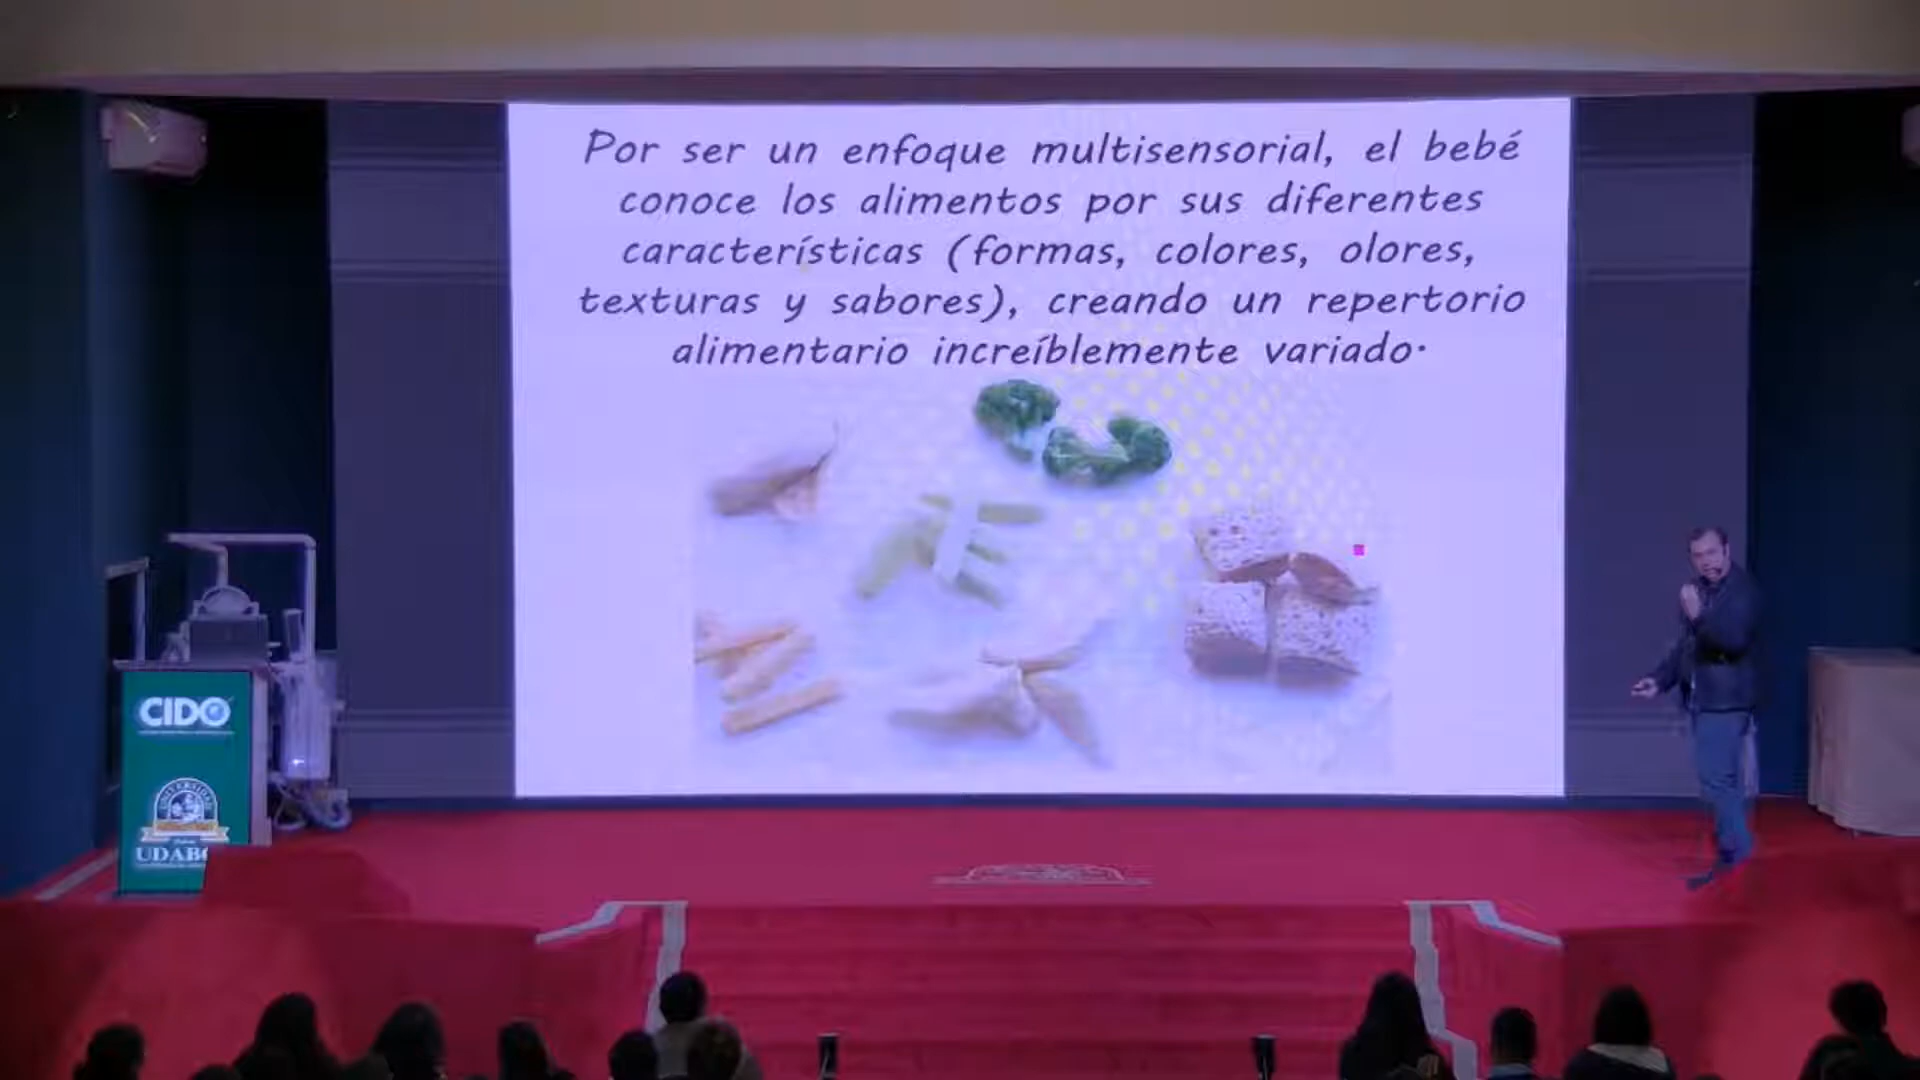 Por ser un enfoque multisensorial, el bebé
conoce los alimentos por sus diferentes
características (formas, colores, olores,
texturas y sabores), creando un repertorio
alimentario increíblemente variado.
CIDO
UNIVERSIDAD
UDABO